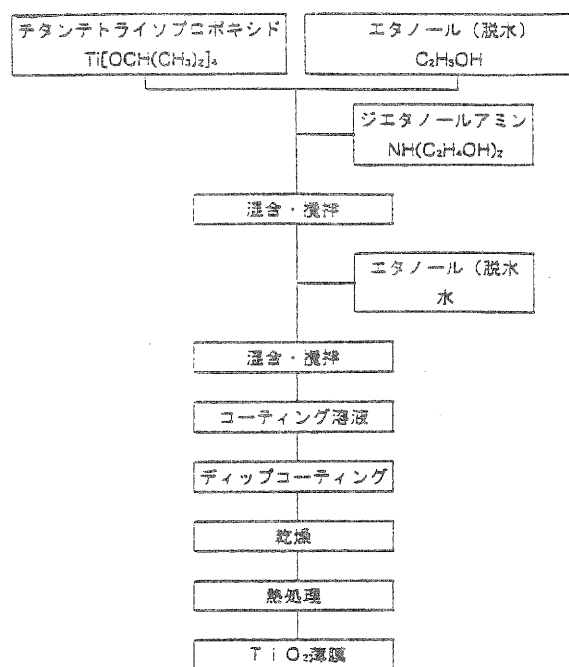 チタンテトライソプロポキシド
Ti[OCH(CH₃)₂]₄
エタノール（脱水）
C₂H₅OH
ジエタノールアミン
NH(C₂H₄OH)₂
混合・攪拌
エタノール（脱水
水
混合・攪拌
コーティング溶液
ディップコーティング
乾燥
熱処理
ＴｉＯ₂薄膜